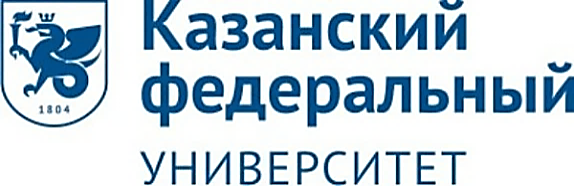 1804
Казанский
федеральный
УНИВЕРСИТЕТ